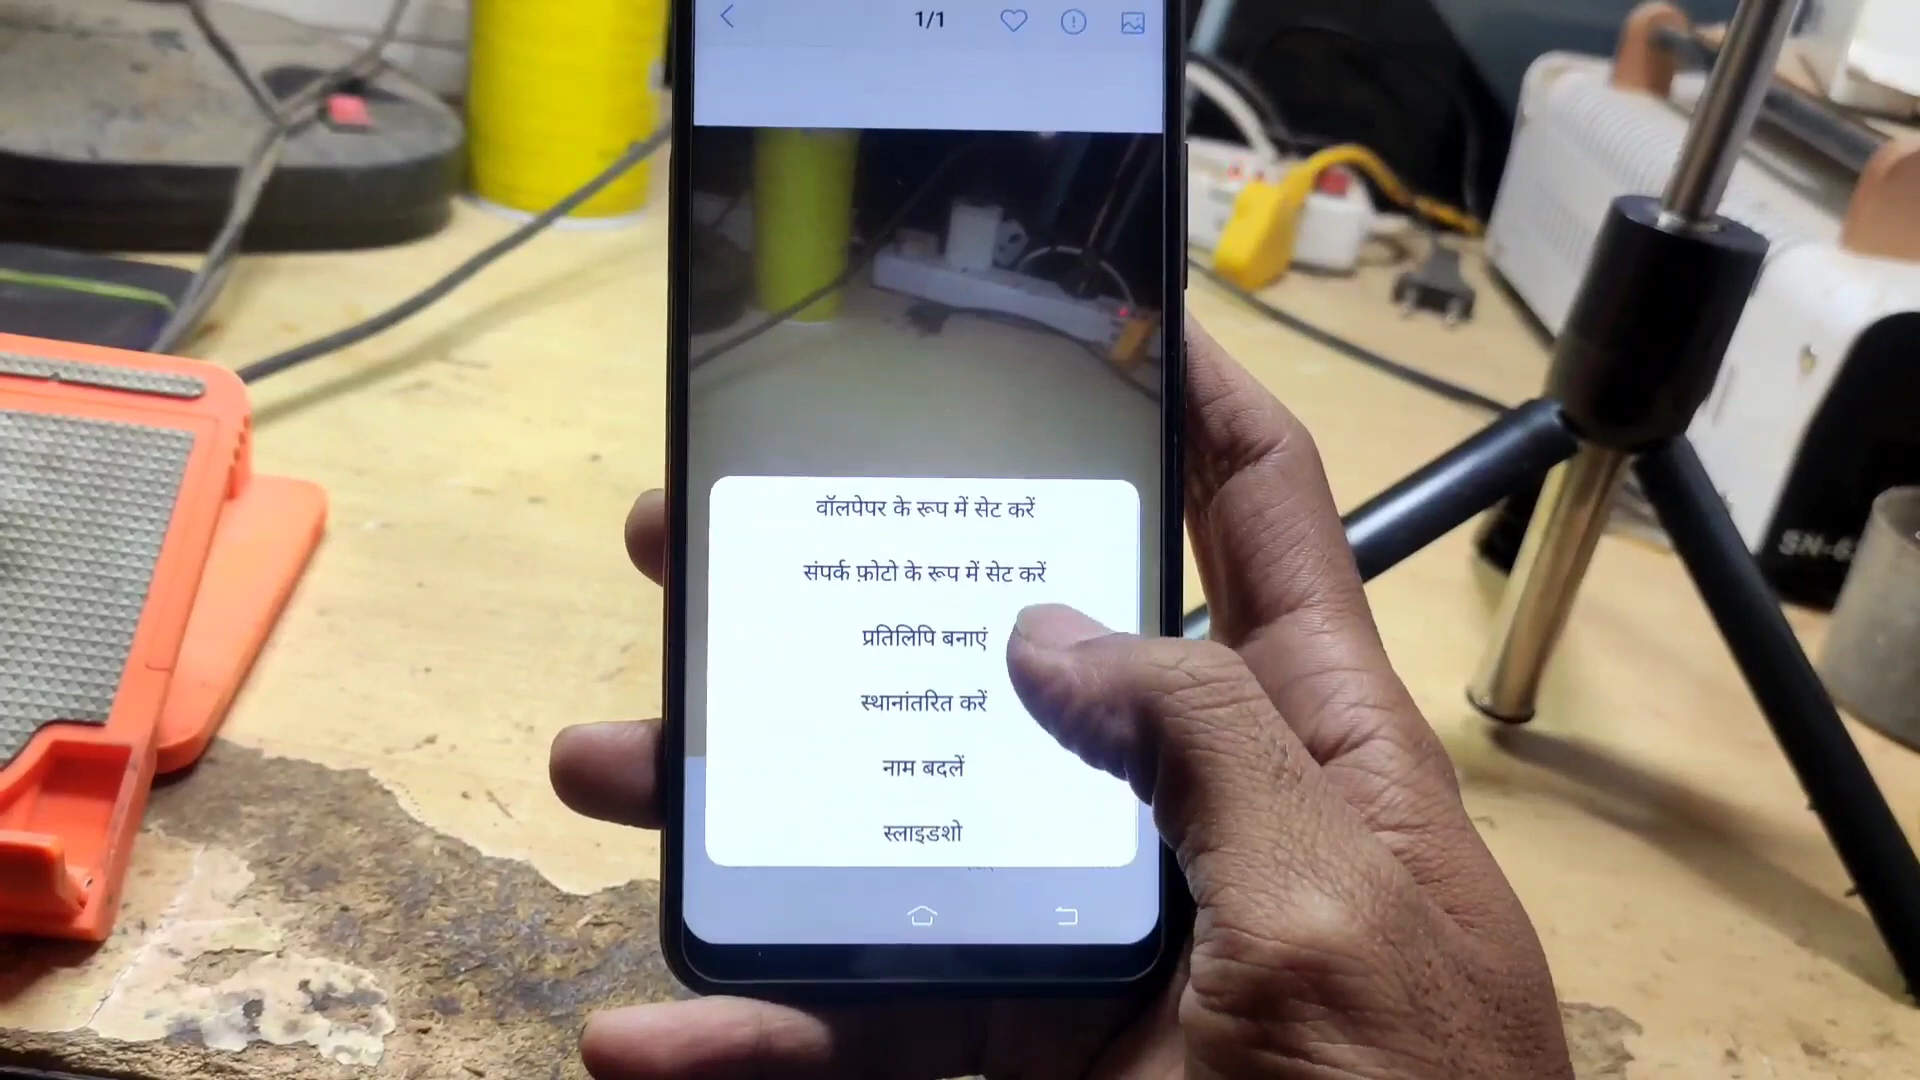 1/1
वॉलपेपर के रूप में सेट करें
संपर्क फ़ोटो के रूप में सेट करें
प्रतिलिपि बनाएं
स्थानांतरित करें
नाम बदलें
स्लाइडशो